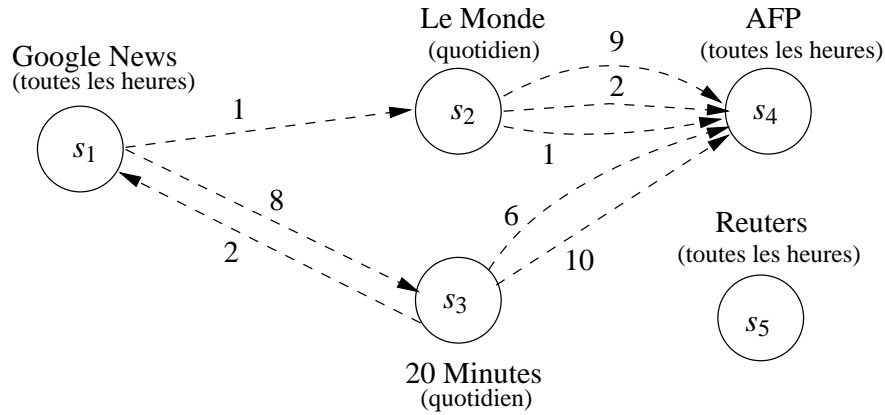 Google News
(toutes les heures)
s1
1
8
2
Le Monde
(quotidien)
s2
9
2
1
AFP
(toutes les heures)
s4
6
10
s3
20 Minutes
(quotidien)
Reuters
(toutes les heures)
s5